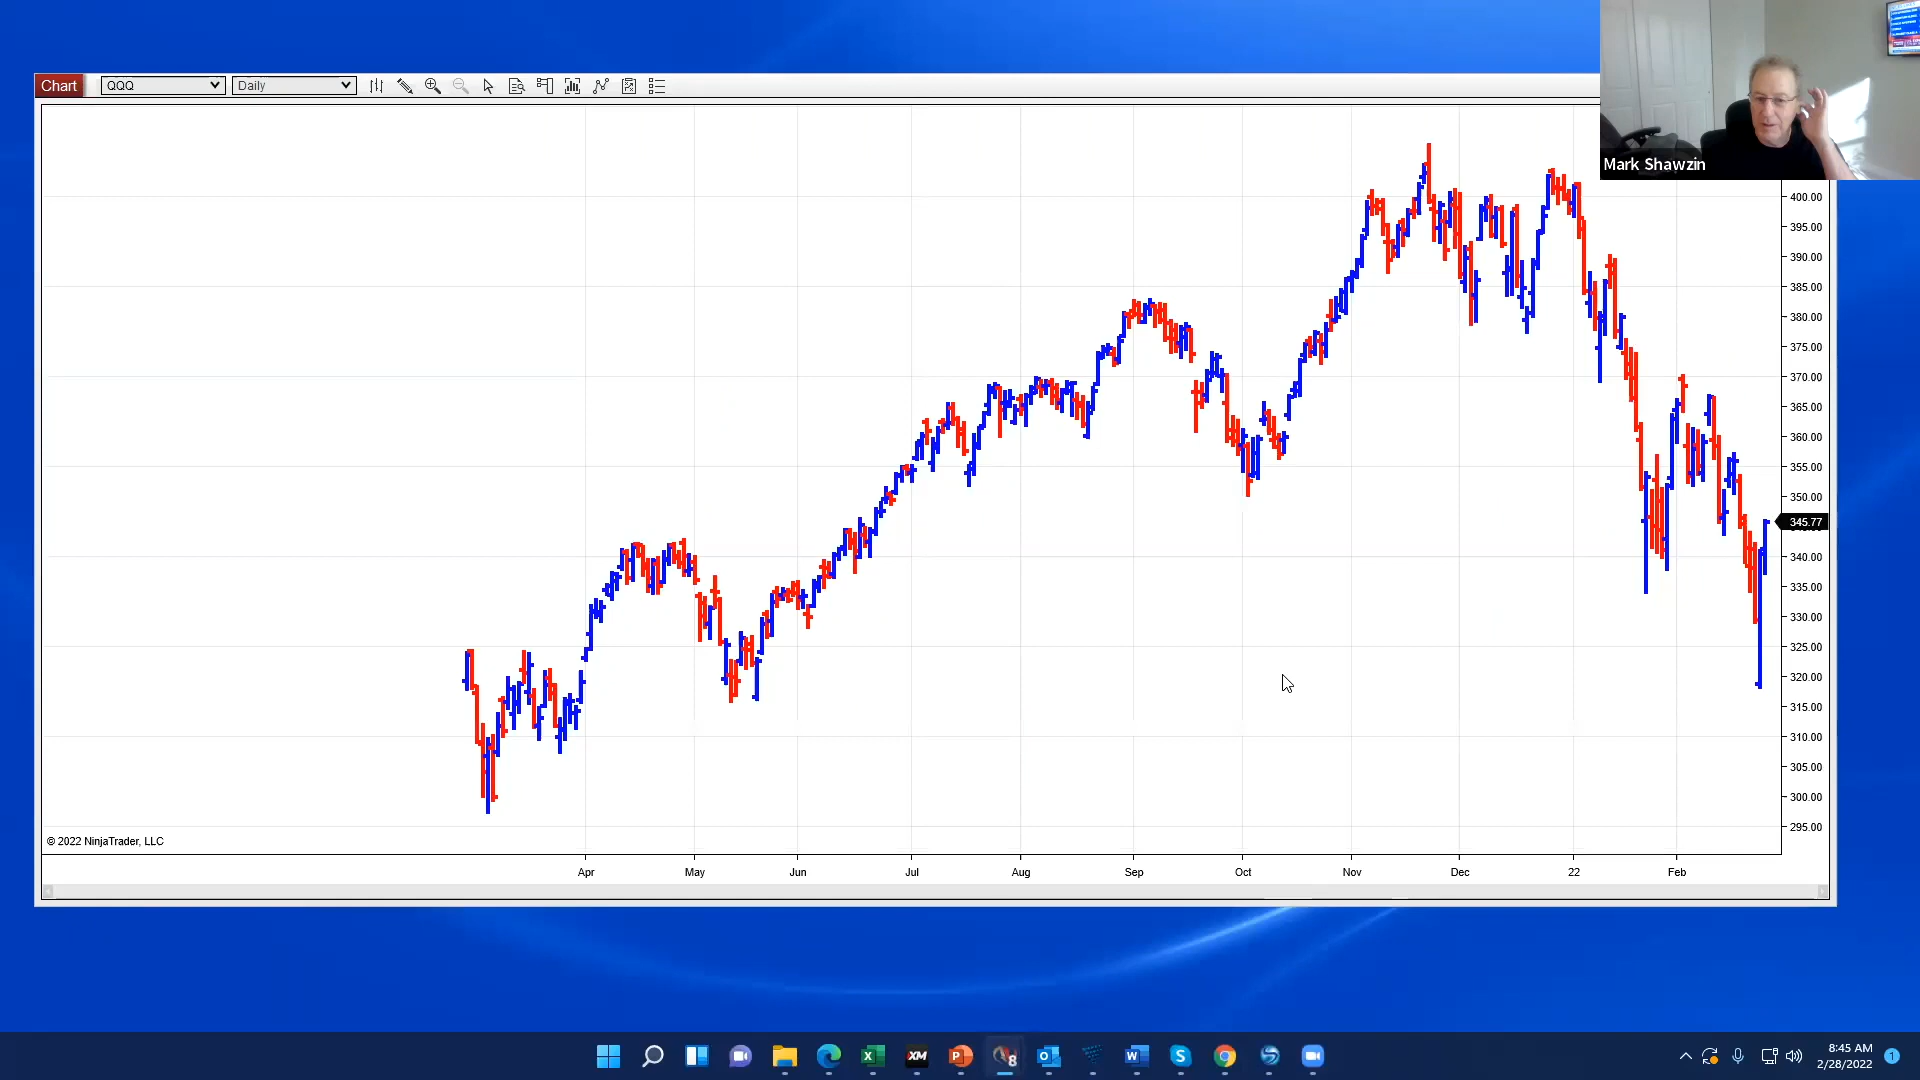 Chart
QQQ
Daily
Mark Shawzin
400.00
395.00
390.00
385.00
380.00
375.00
370.00
365.00
360.00
355.00
350.00
345.77
340.00
335.00
330.00
325.00
320.00
315.00
310.00
305.00
300.00
295.00
© 2022 NinjaTrader, LLC
Apr May Jun Jul Aug Sep Oct Nov Dec 22 Feb
XM
P
8
W
S
8:45 AM
2/28/2022
1